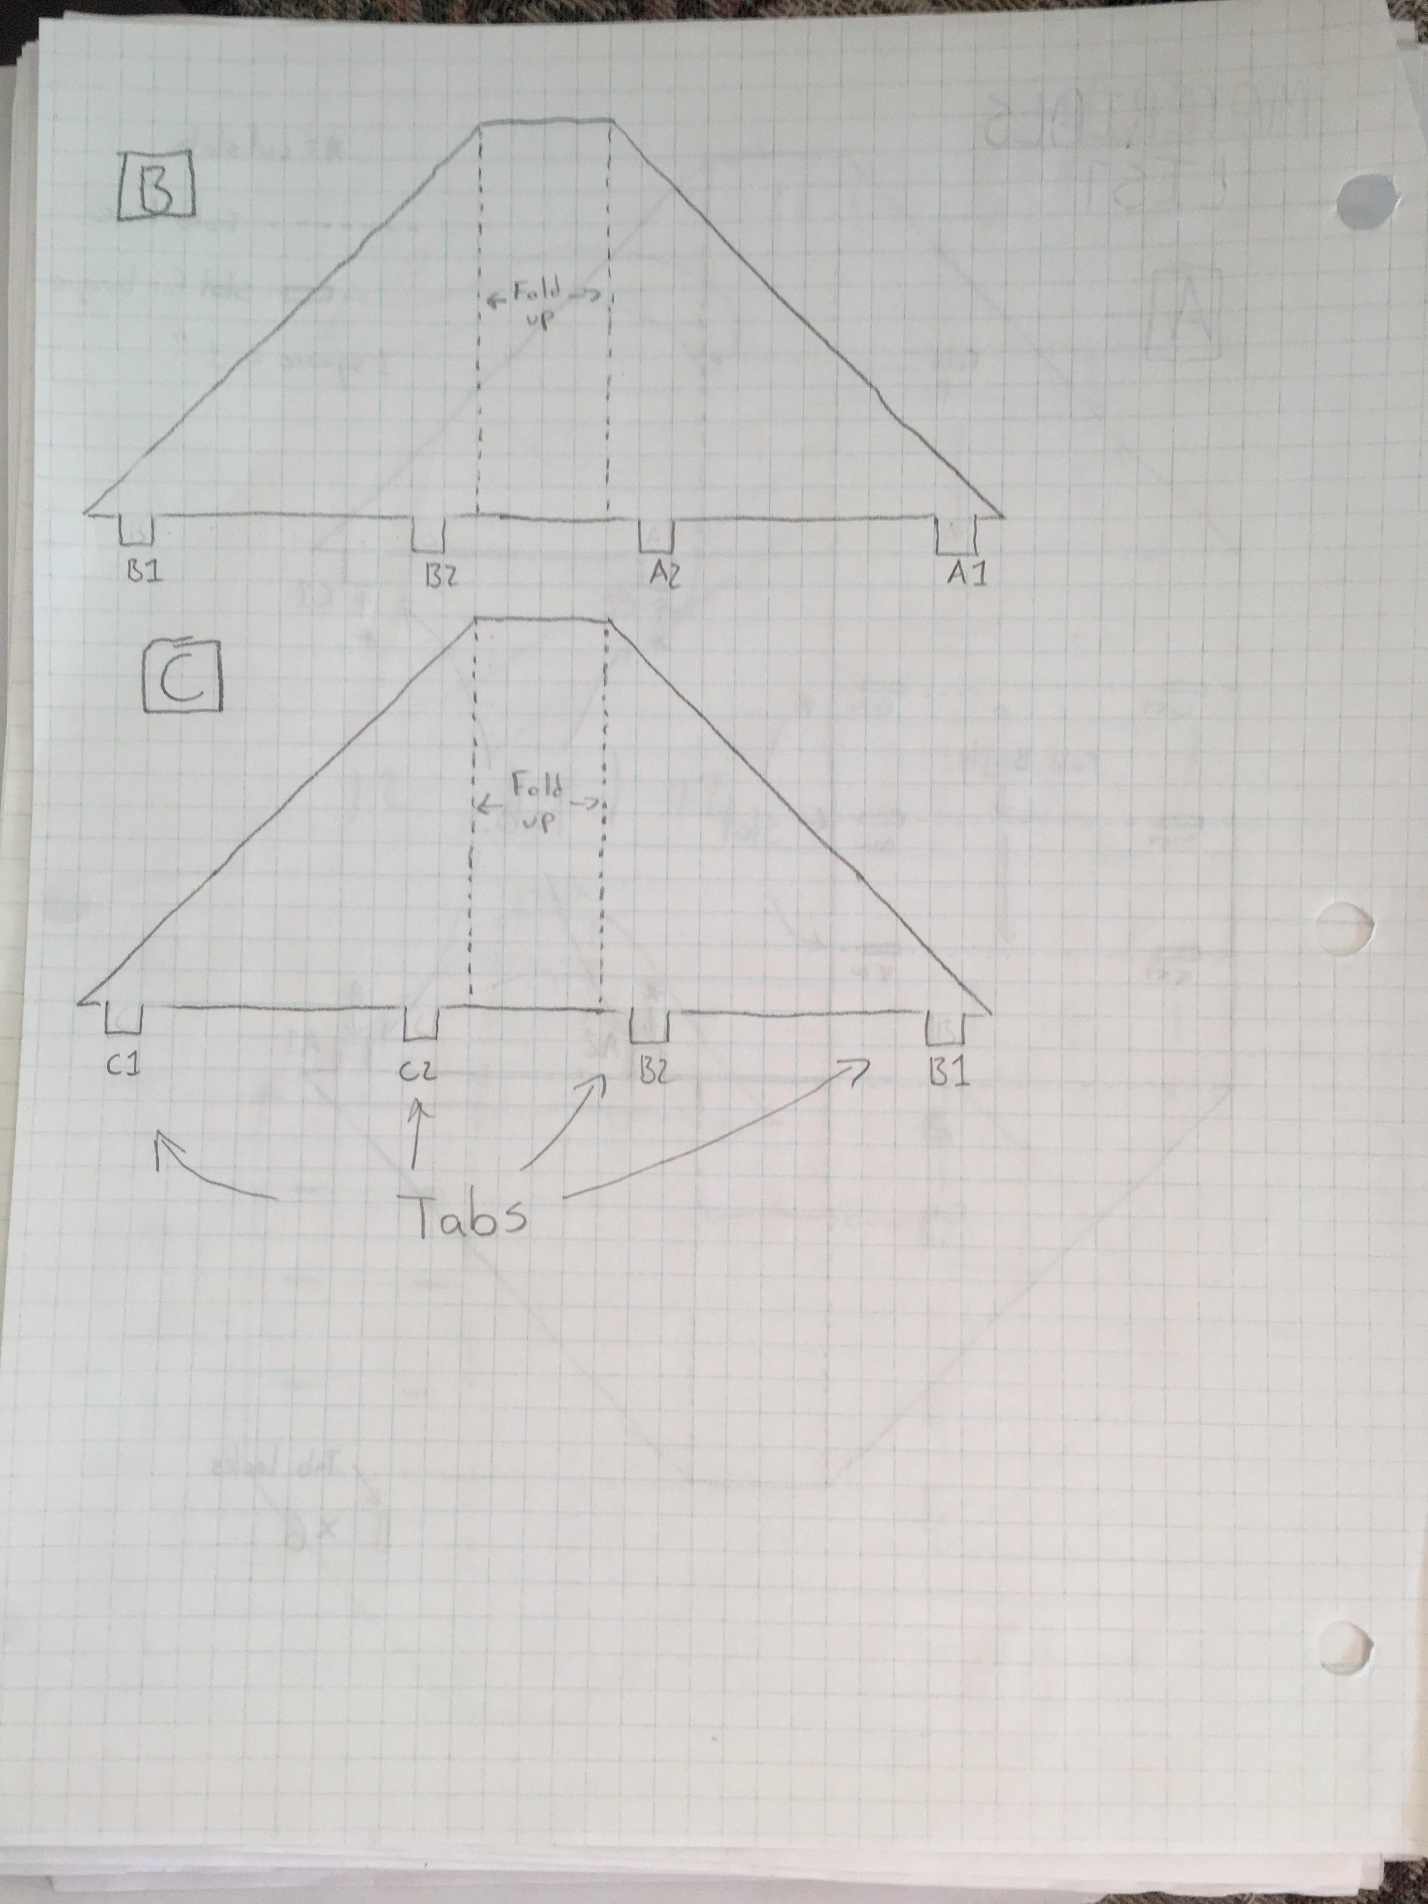 B
← Fold →
up
B1 B2 A2 A1
C
← Fold →
up
C1 C2 B2 B1
Tabs